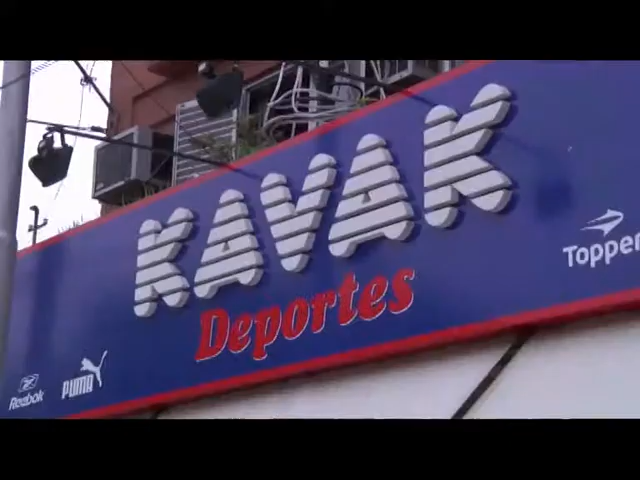 KAVAK
Deportes
Reebok
PUMA
Topper